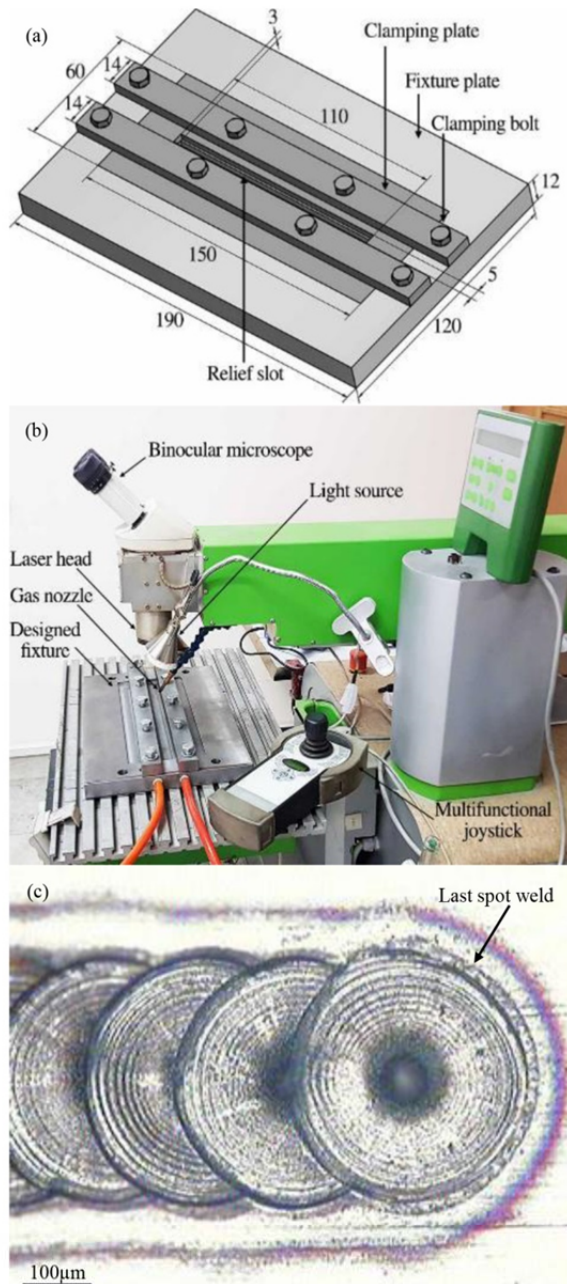 (a)
3
Clamping plate
60
14
Fixture plate
14
110
Clamping bolt
12
150
5
190
120
Relief slot
(b)
Binocular microscope
Light source
Laser head
Gas nozzle
Designed
fixture
Multifunctional
joystick
(c)
Last spot weld
100μm